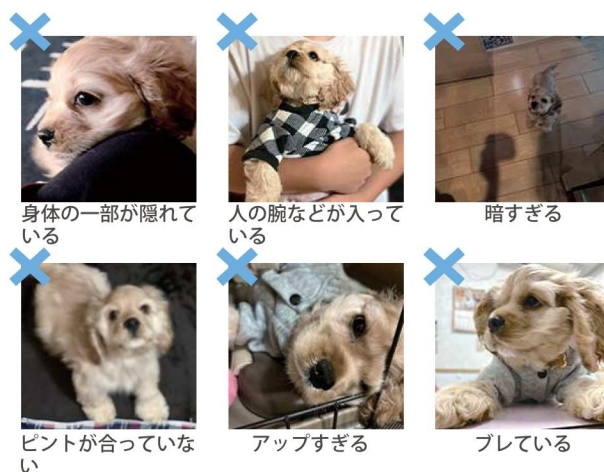 身体の一部が隠れて
いる
人の腕などが入って
いる
暗すぎる
ピントが合っていな
い
アップすぎる
ブレている